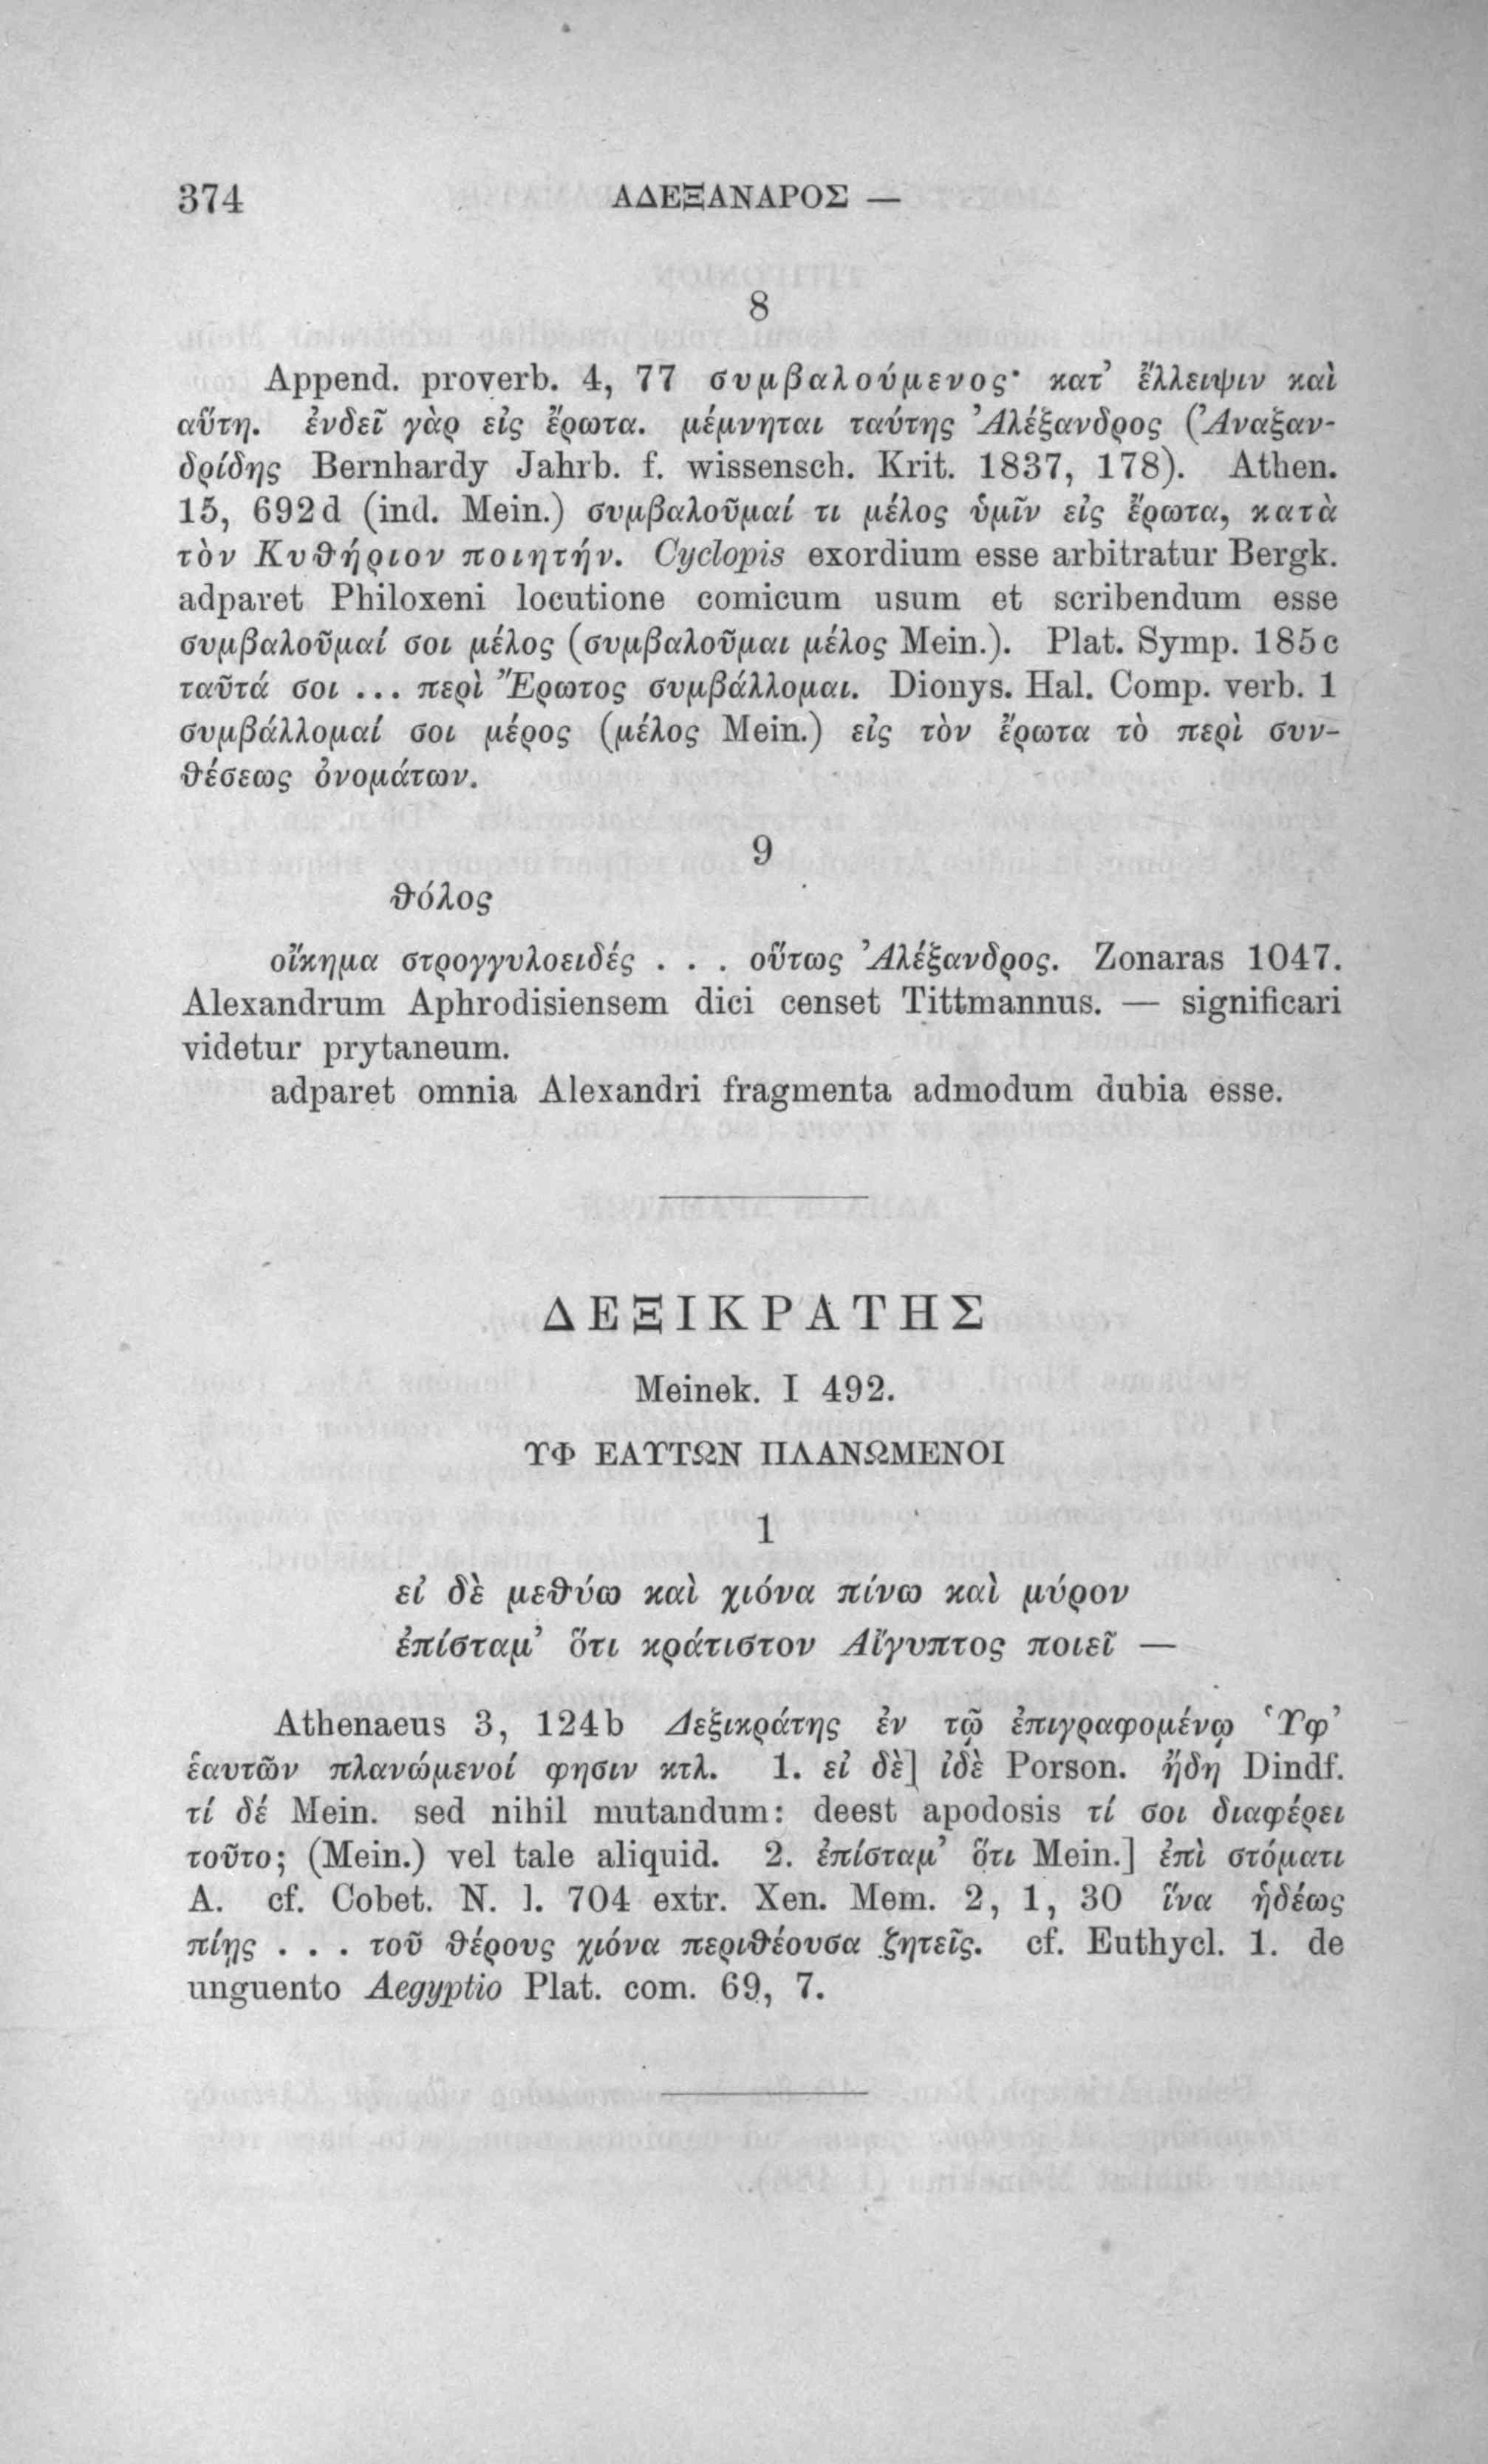 374 ΑΔΕΞΑΝΑΡΟΣ —
8
Append. proverb. 4, 77 συμβαλούμενος· κατ᾽ ἔλλειψιν καὶ
αὕτη. ἐνδεῖ γὰρ εἰς ἔρωτα. μέμνηται ταύτης Ἀλέξανδρος (Ἀναξαν-
δρίδης Bernhardy Jahrb. f. wissensch. Krit. 1837, 178). Athen.
15, 692d (ind. Mein.) συμβαλοῦμαί τι μέλος ὑμῖν εἰς ἔρωτα, κατὰ
τὸν Κυθήριον ποιητήν. Cyclopis exordium esse arbitratur Bergk.
adparet Philoxeni locutione comicum usum et scribendum esse
συμβαλοῦμαί σοι μέλος (συμβαλοῦμαι μέλος Mein.). Plat. Symp. 185c
ταῦτά σοι ... περὶ Ἔρωτος συμβάλλομαι. Dionys. Hal. Comp. verb. 1
συμβάλλομαί σοι μέρος (μέλος Mein.) εἰς τὸν ἔρωτα τὸ περὶ συν-
θέσεως ὀνομάτων.
9
θόλος
οἴκημα στρογγυλοειδές . . . οὕτως Ἀλέξανδρος. Zonaras 1047.
Alexandrum Aphrodisiensem dici censet Tittmannus. — significari
videtur prytaneum.
adparet omnia Alexandri fragmenta admodum dubia esse.
ΔΕΞΙΚΡΑΤΗΣ
Meinek. I 492.
ΥΦ ΕΑΥΤΩΝ ΠΛΑΝΩΜΕΝΟΙ
1
εἰ δὲ μεθύω καὶ χιόνα πίνω καὶ μύρον
ἐπίσταμ᾽ ὅτι κράτιστον Αἴγυπτος ποιεῖ —
Athenaeus 3, 124b Δεξικράτης ἐν τῷ ἐπιγραφομένῳ Ὑφ᾽
ἑαυτῶν πλανώμενοί φησιν κτλ. 1. εἰ δὲ] ἰδὲ Porson. ἤδη Dindf.
τί δέ Mein. sed nihil mutandum: deest apodosis τί σοι διαφέρει
τοῦτο; (Mein.) vel tale aliquid. 2. ἐπίσταμ᾽ ὅτι Mein.] ἐπὶ στόματι
A. cf. Cobet. N. l. 704 extr. Xen. Mem. 2, 1, 30 ἵνα ἡδέως
πίῃς . . . τοῦ θέρους χιόνα περιθέουσα ζητεῖς. cf. Euthycl. 1. de
unguento Aegyptio Plat. com. 69, 7.